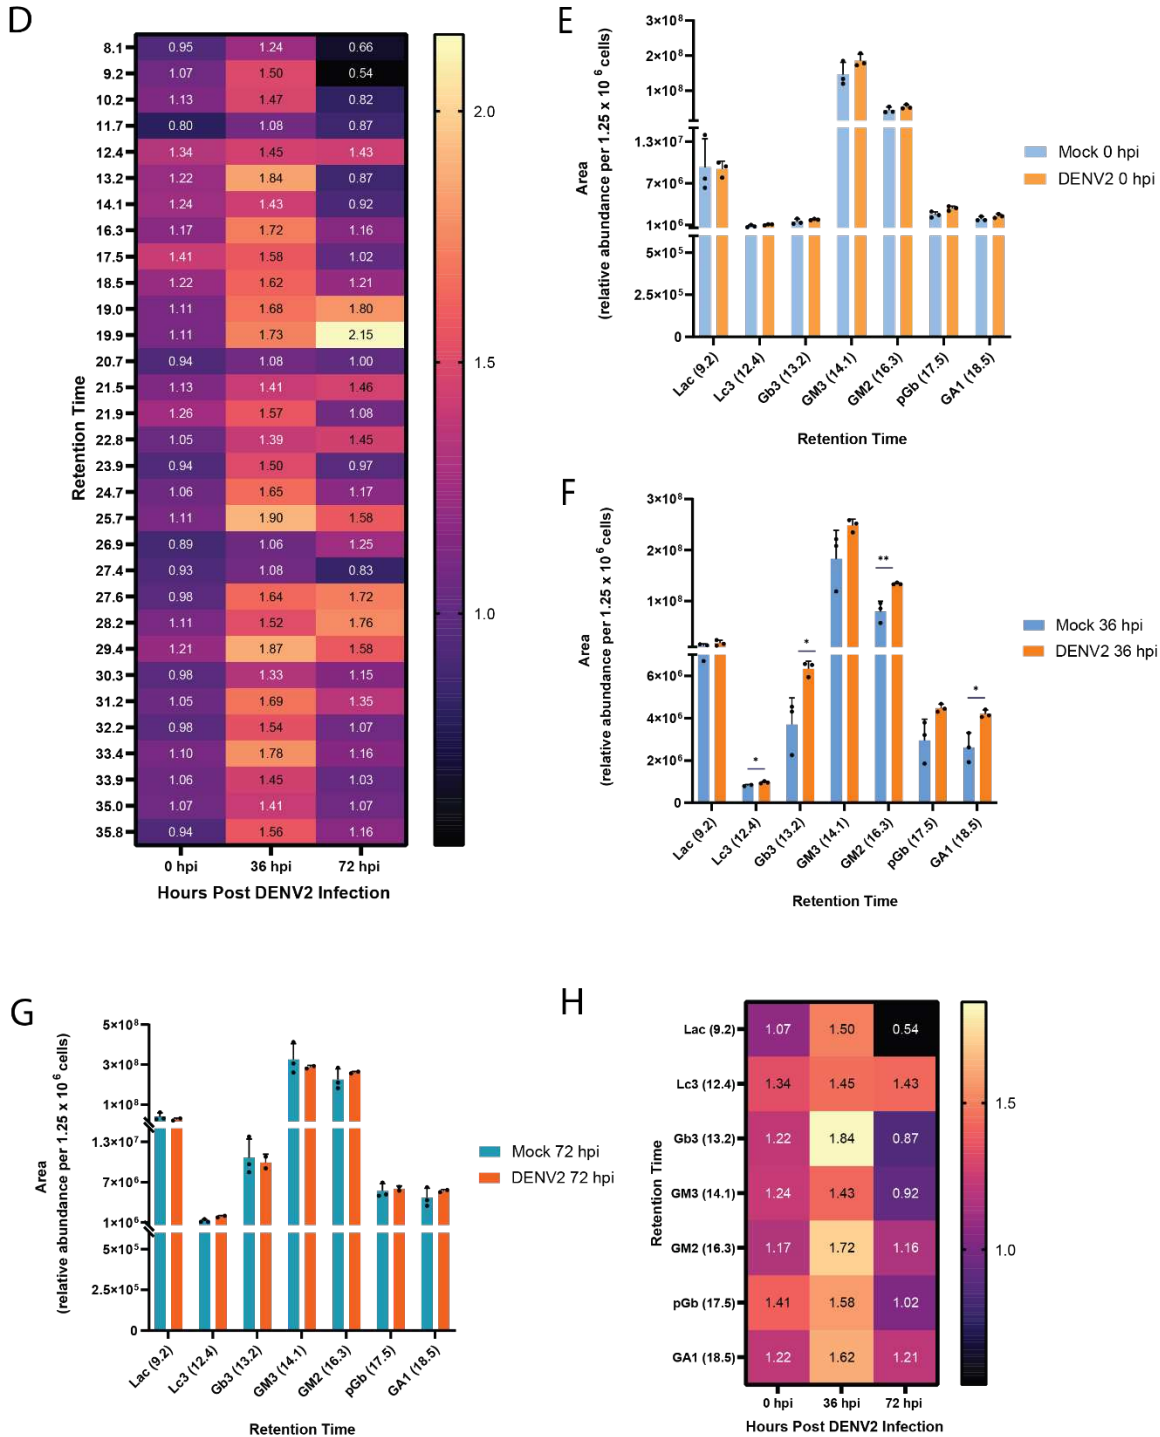 D
8.1 0.95 1.24 0.66
9.2 1.07 1.50 0.54
10.2 1.13 1.47 0.82
11.7 0.80 1.08 0.87
12.4 1.34 1.45 1.43
13.2 1.22 1.84 0.87
14.1 1.24 1.43 0.92
16.3 1.17 1.72 1.16
17.5 1.41 1.58 1.02
18.5 1.22 1.62 1.21
19.0 1.11 1.68 1.80
19.9 1.11 1.73 2.15
20.7 0.94 1.08 1.00
21.5 1.13 1.41 1.46
21.9 1.26 1.57 1.08
22.8 1.05 1.39 1.45
23.9 0.94 1.50 0.97
24.7 1.06 1.65 1.17
25.7 1.11 1.90 1.58
26.9 0.89 1.06 1.25
27.4 0.93 1.08 0.83
27.6 0.98 1.64 1.72
28.2 1.11 1.52 1.76
29.4 1.21 1.87 1.58
30.3 0.98 1.33 1.15
31.2 1.05 1.69 1.35
32.2 0.98 1.54 1.07
33.4 1.10 1.78 1.16
33.9 1.06 1.45 1.03
35.0 1.07 1.41 1.07
35.8 0.94 1.56 1.16
0 hpi 36 hpi 72 hpi
Hours Post DENV2 Infection
Retention Time
2.0
1.5
1.0
E
3×10⁸
2×10⁸
1×10⁸
1.3×10⁷
7×10⁶
1×10⁶
5×10⁵
2.5×10⁵
0
Area
(relative abundance per 1.25 x 10⁶ cells)
Lac (9.2) Lc3 (12.4) Gb3 (13.2) GM3 (14.1) GM2 (16.3) pGb (17.5) GA1 (18.5)
Retention Time
Mock 0 hpi
DENV2 0 hpi
F
3×10⁸
2×10⁸
1×10⁸
6×10⁶
4×10⁶
2×10⁶
0
Area
(relative abundance per 1.25 x 10⁶ cells)
* * ** *
Lac (9.2) Lc3 (12.4) Gb3 (13.2) GM3 (14.1) GM2 (16.3) pGb (17.5) GA1 (18.5)
Retention Time
Mock 36 hpi
DENV2 36 hpi
G
5×10⁸
3×10⁸
1×10⁸
1.3×10⁷
7×10⁶
1×10⁶
5×10⁵
2.5×10⁵
0
Area
(relative abundance per 1.25 x 10⁶ cells)
Lac (9.2) Lc3 (12.4) Gb3 (13.2) GM3 (14.1) GM2 (16.3) pGb (17.5) GA1 (18.5)
Retention Time
Mock 72 hpi
DENV2 72 hpi
H
Lac (9.2) 1.07 1.50 0.54
Lc3 (12.4) 1.34 1.45 1.43
Gb3 (13.2) 1.22 1.84 0.87
GM3 (14.1) 1.24 1.43 0.92
GM2 (16.3) 1.17 1.72 1.16
pGb (17.5) 1.41 1.58 1.02
GA1 (18.5) 1.22 1.62 1.21
0 hpi 36 hpi 72 hpi
Hours Post DENV2 Infection
Retention Time
1.5
1.0